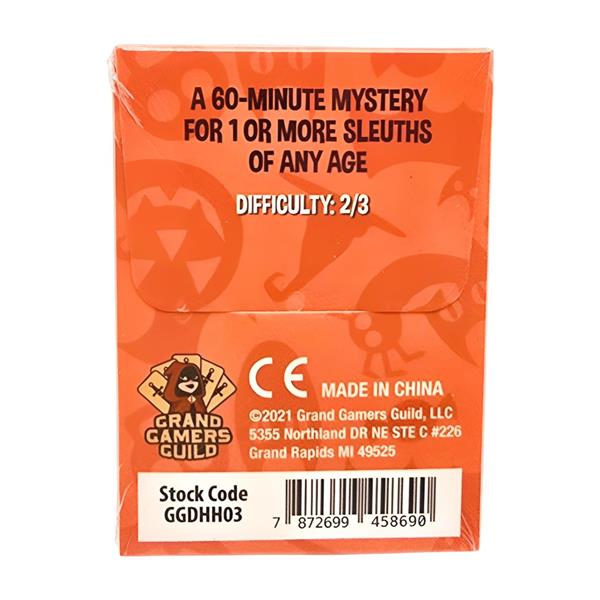 A 60-MINUTE MYSTERY
FOR 1 OR MORE SLEUTHS
OF ANY AGE
DIFFICULTY: 2/3
CE MADE IN CHINA
©2021 Grand Gamers Guild, LLC
5355 Northland DR NE STE C #226
Grand Rapids MI 49525
GRAND
GAMERS
GUILD
Stock Code
GGDHH03
7 872699 458690